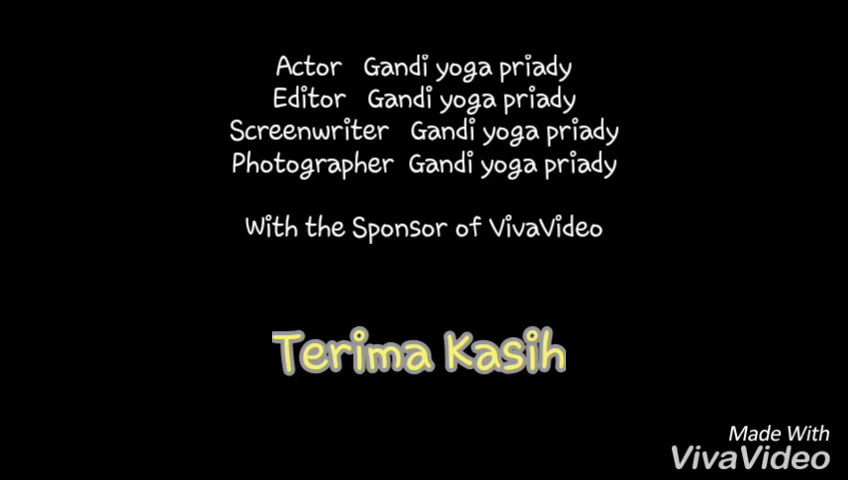 Actor Gandi yoga priady
Editor Gandi yoga priady
Screenwriter Gandi yoga priady
Photographer Gandi yoga priady
With the Sponsor of VivaVideo
Terima Kasih
Made With
VivaVideo